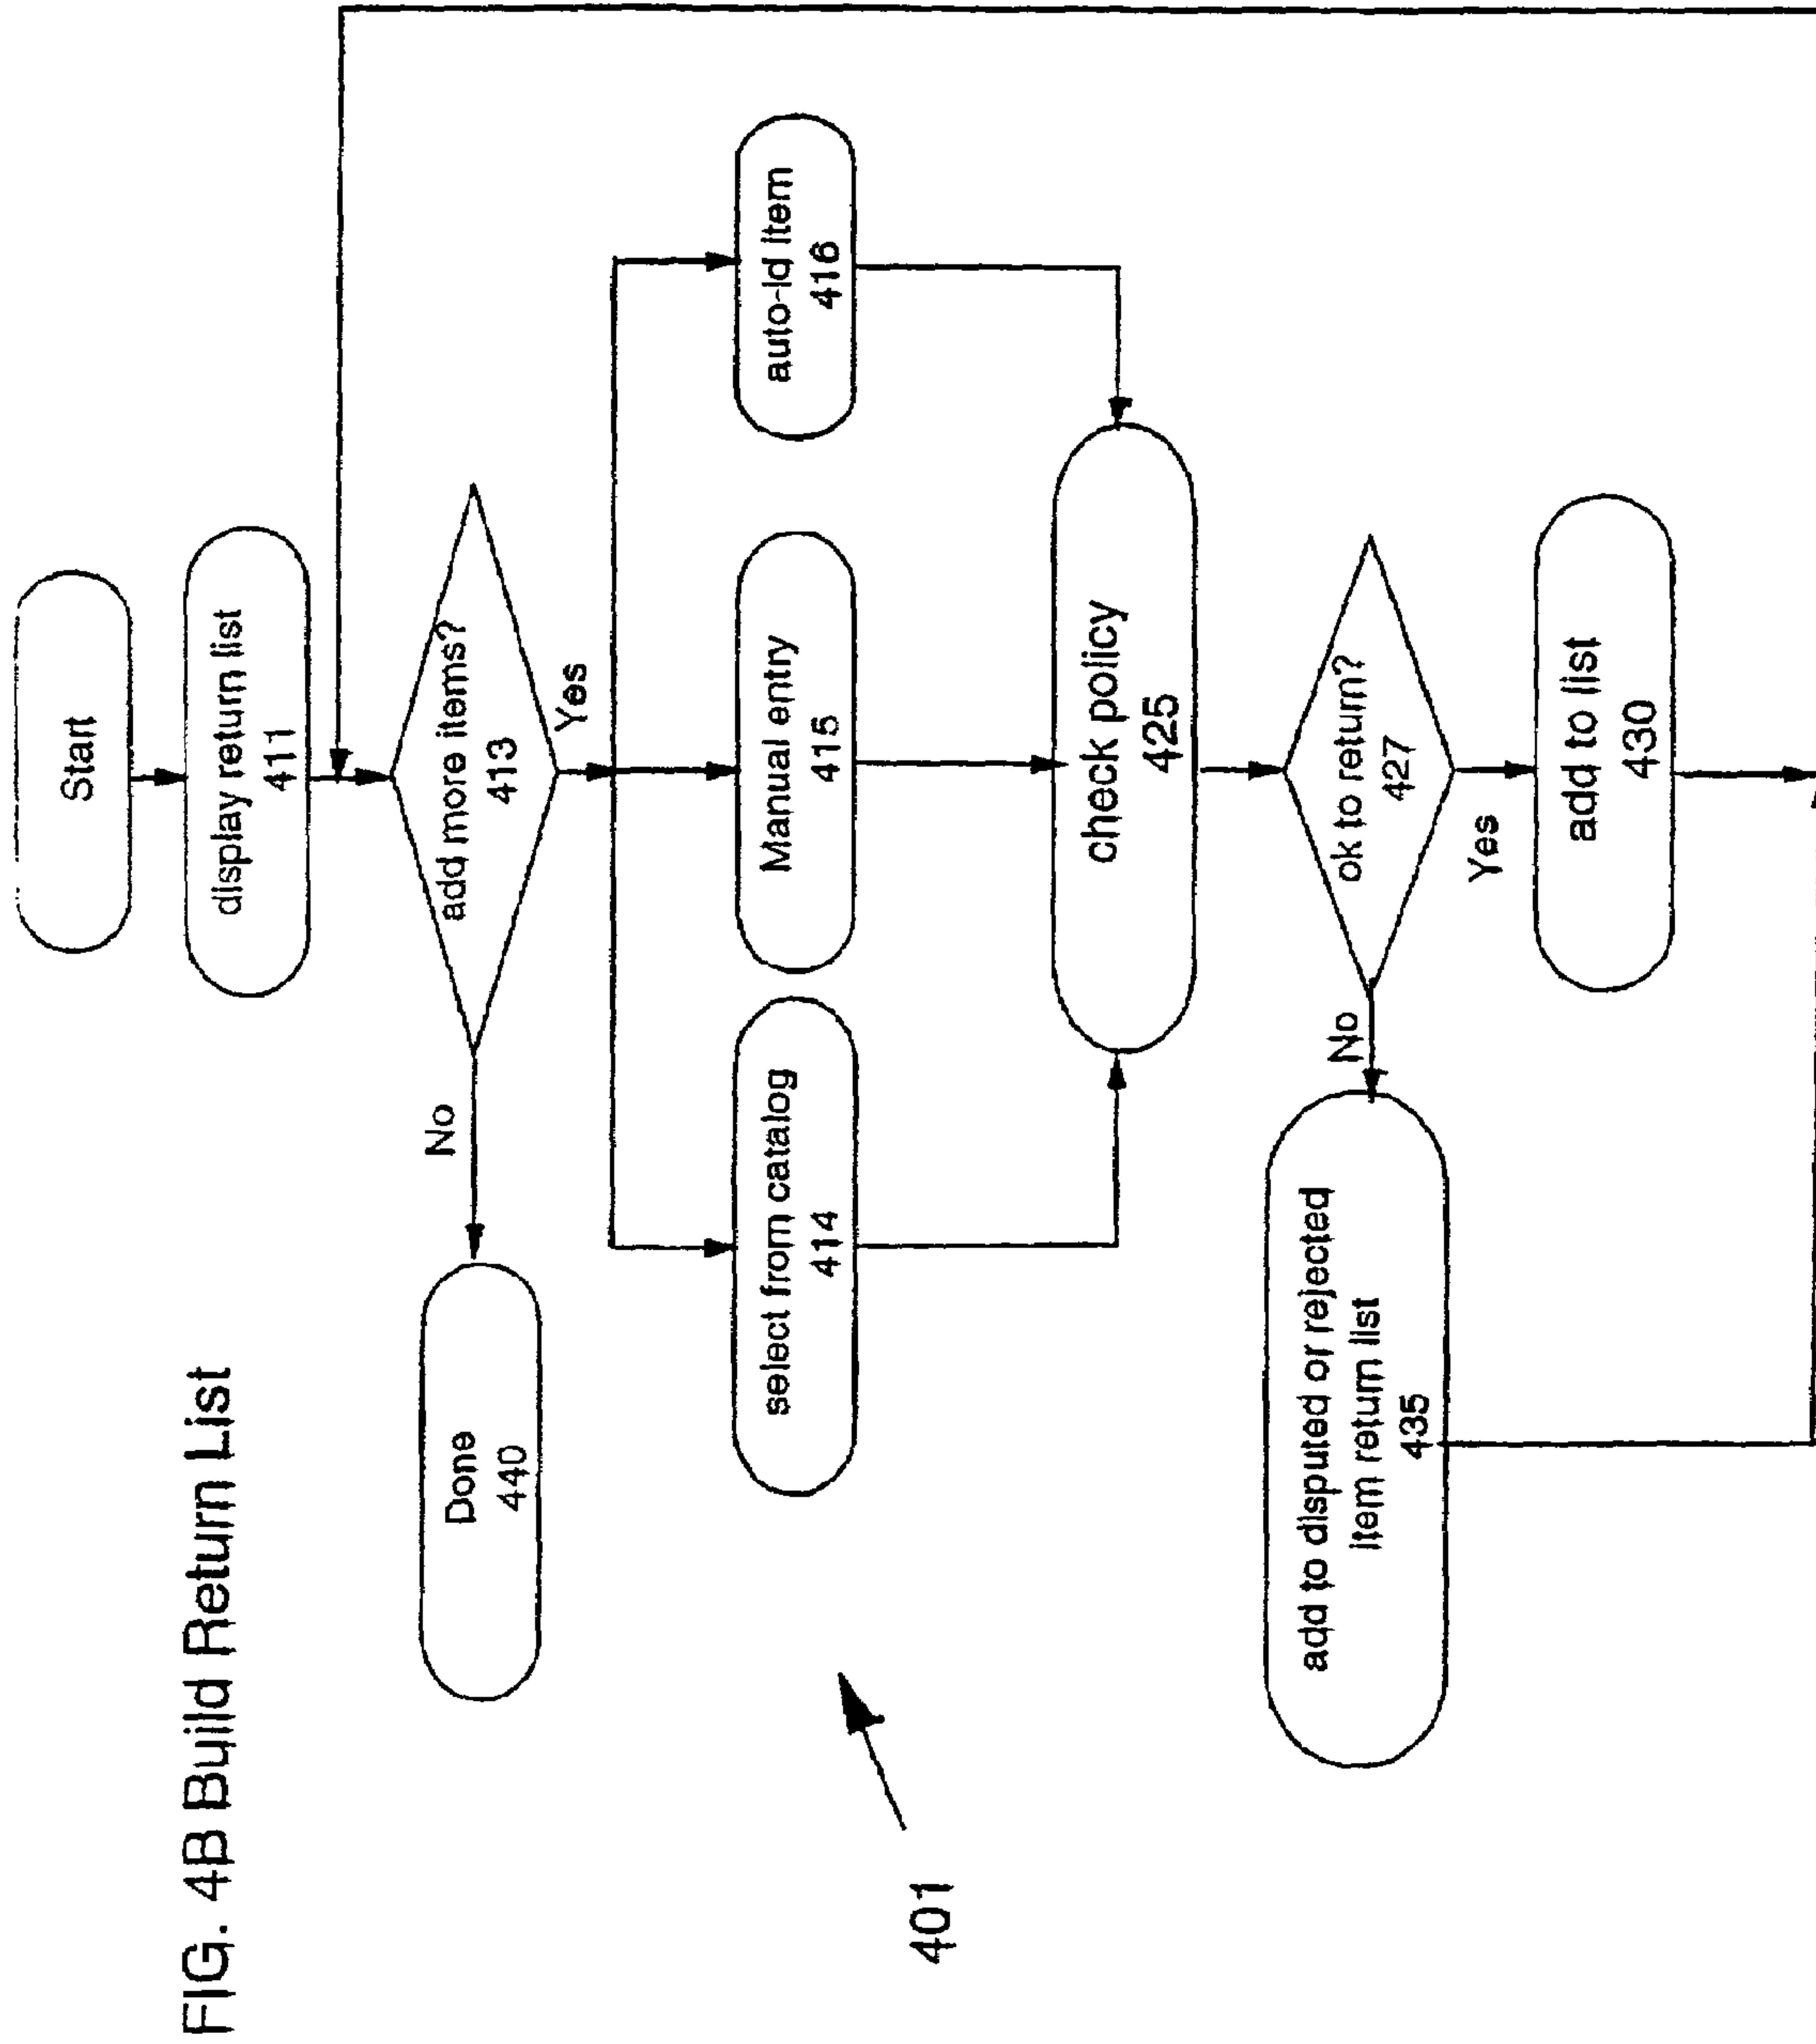 FIG. 4B Build Return List
Start
display return list
411
add more items?
413
No
Yes
Done
440
select from catalog
414
Manual entry
415
auto-id item
416
check policy
425
ok to return?
427
No
Yes
add to disputed or rejected
item return list
435
add to list
430
401